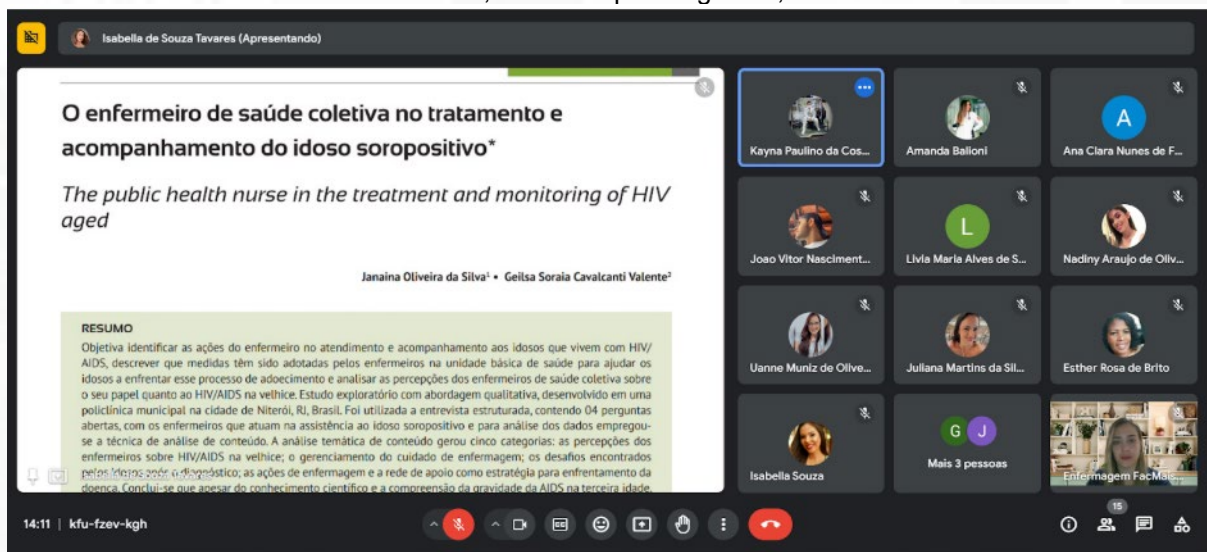 Isabella de Souza Tavares (Apresentando)
O enfermeiro de saúde coletiva no tratamento e
acompanhamento do idoso soropositivo*
The public health nurse in the treatment and monitoring of HIV
aged
Janaina Oliveira da Silva¹ • Geilsa Soraia Cavalcanti Valente²
RESUMO
Objetiva identificar as ações do enfermeiro no atendimento e acompanhamento aos idosos que vivem com HIV/
AIDS, descrever que medidas têm sido adotadas pelos enfermeiros na unidade básica de saúde para ajudar os
idosos a enfrentar esse processo de adoecimento e analisar as percepções dos enfermeiros de saúde coletiva sobre
o seu papel quanto ao HIV/AIDS na velhice. Estudo exploratório com abordagem qualitativa, desenvolvido em uma
policlínica municipal na cidade de Niterói, RJ, Brasil. Foi utilizada a entrevista estruturada, contendo 04 perguntas
abertas, com os enfermeiros que atuam na assistência ao idoso soropositivo e para análise dos dados empregou-
se a técnica de análise de conteúdo. A análise temática de conteúdo gerou cinco categorias: as percepções dos
enfermeiros sobre HIV/AIDS na velhice; o gerenciamento do cuidado de enfermagem; os desafios encontrados
diagnóstico; as ações de enfermagem e a rede de apoio como estratégia para enfrentamento da
doença. Conclui-se que apesar do conhecimento científico e a compreensão da gravidade da AIDS na terceira idade,
Kayna Paulino da Cos...
Amanda Balioni
A
Ana Clara Nunes de F...
Joao Vitor Nasciment...
L
Livia Maria Alves de S...
Nadiny Araujo de Oliv...
Uanne Muniz de Olive...
Juliana Martins da Sil...
Esther Rosa de Brito
Isabella Souza
G J
Mais 3 pessoas
Enfermagem FacMais...
14:11 | kfu-fzev-kgh
15